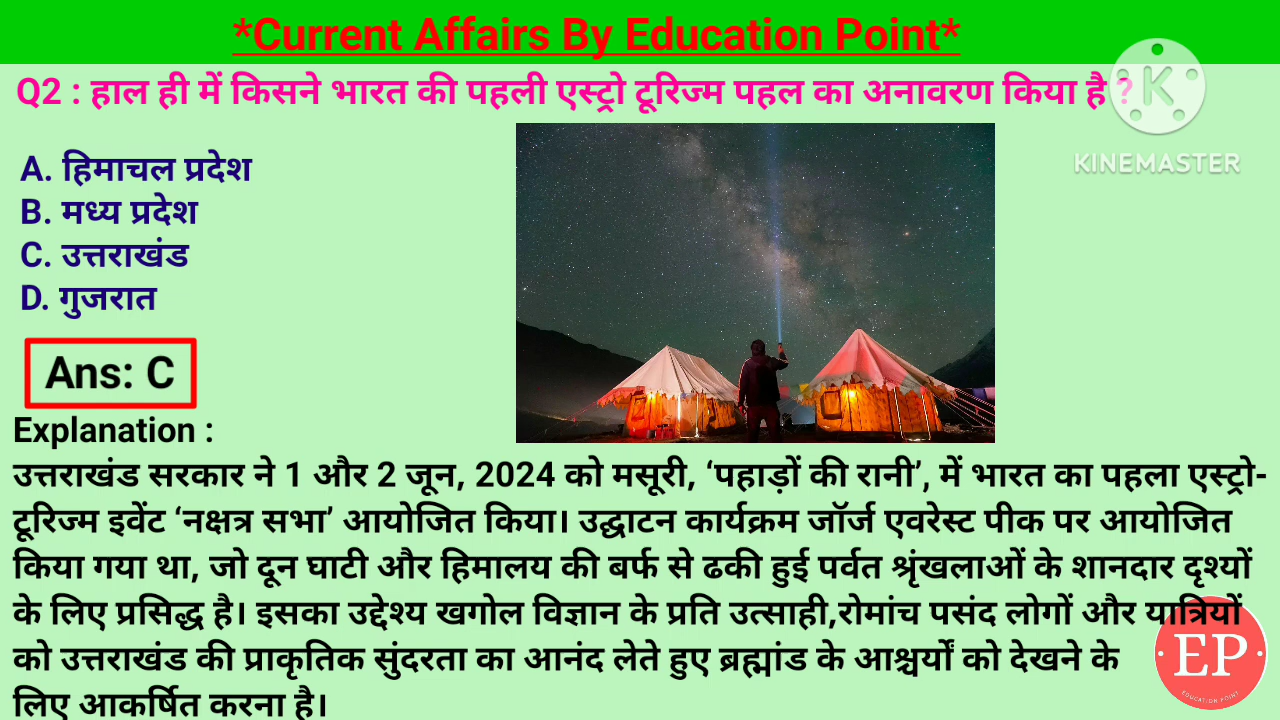 *Current Affairs By Education Point*
Q2 : हाल ही में किसने भारत की पहली एस्ट्रो टूरिज्म पहल का अनावरण किया है ?
K
KINEMASTER
A. हिमाचल प्रदेश
B. मध्य प्रदेश
C. उत्तराखंड
D. गुजरात
Ans: C
Explanation :
उत्तराखंड सरकार ने 1 और 2 जून, 2024 को मसूरी, ‘पहाड़ों की रानी’, में भारत का पहला एस्ट्रो-
टूरिज्म इवेंट ‘नक्षत्र सभा’ आयोजित किया। उद्घाटन कार्यक्रम जॉर्ज एवरेस्ट पीक पर आयोजित
किया गया था, जो दून घाटी और हिमालय की बर्फ से ढकी हुई पर्वत श्रृंखलाओं के शानदार दृश्यों
के लिए प्रसिद्ध है। इसका उद्देश्य खगोल विज्ञान के प्रति उत्साही,रोमांच पसंद लोगों और यात्रियों
को उत्तराखंड की प्राकृतिक सुंदरता का आनंद लेते हुए ब्रह्मांड के आश्चर्यों को देखने के
लिए आकर्षित करना है।
EP
EDUCATION POINT